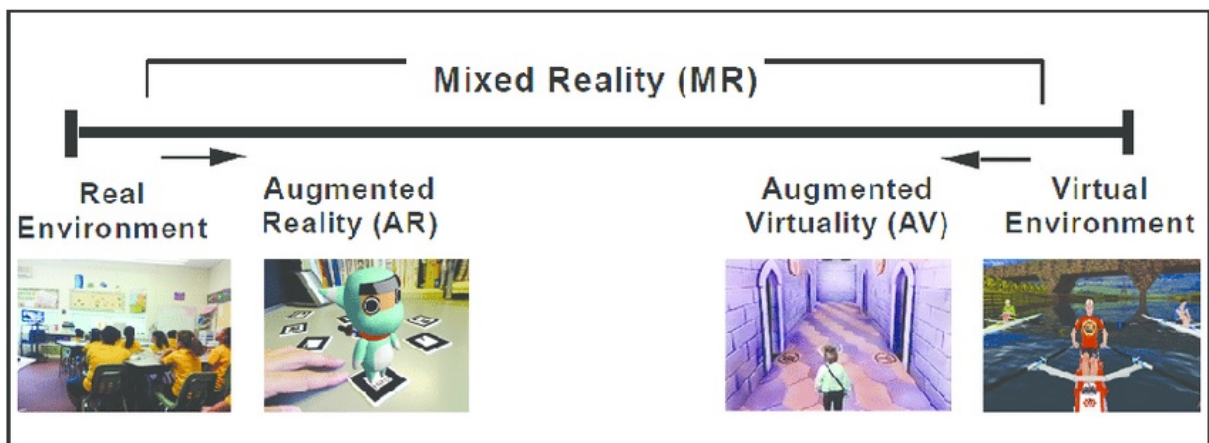 Mixed Reality (MR)
Real
Environment
Augmented
Reality (AR)
Augmented
Virtuality (AV)
Virtual
Environment